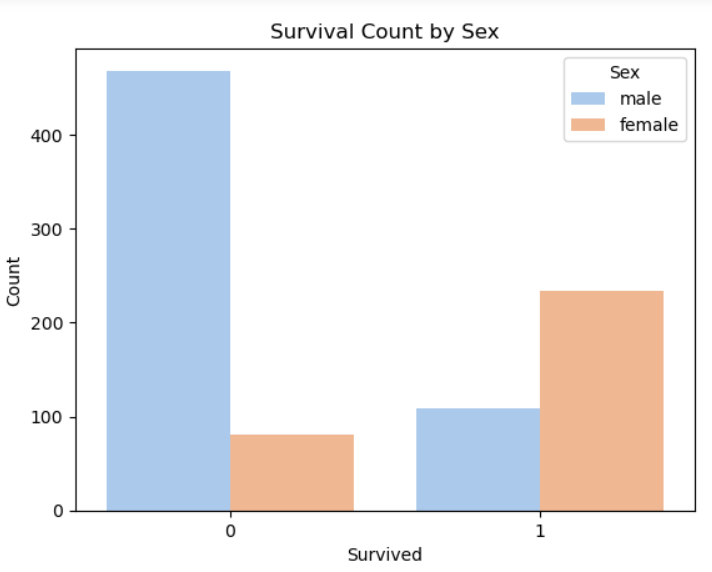 Survival Count by Sex
Sex
male
female
400
300
200
100
0
Count
0 1
Survived